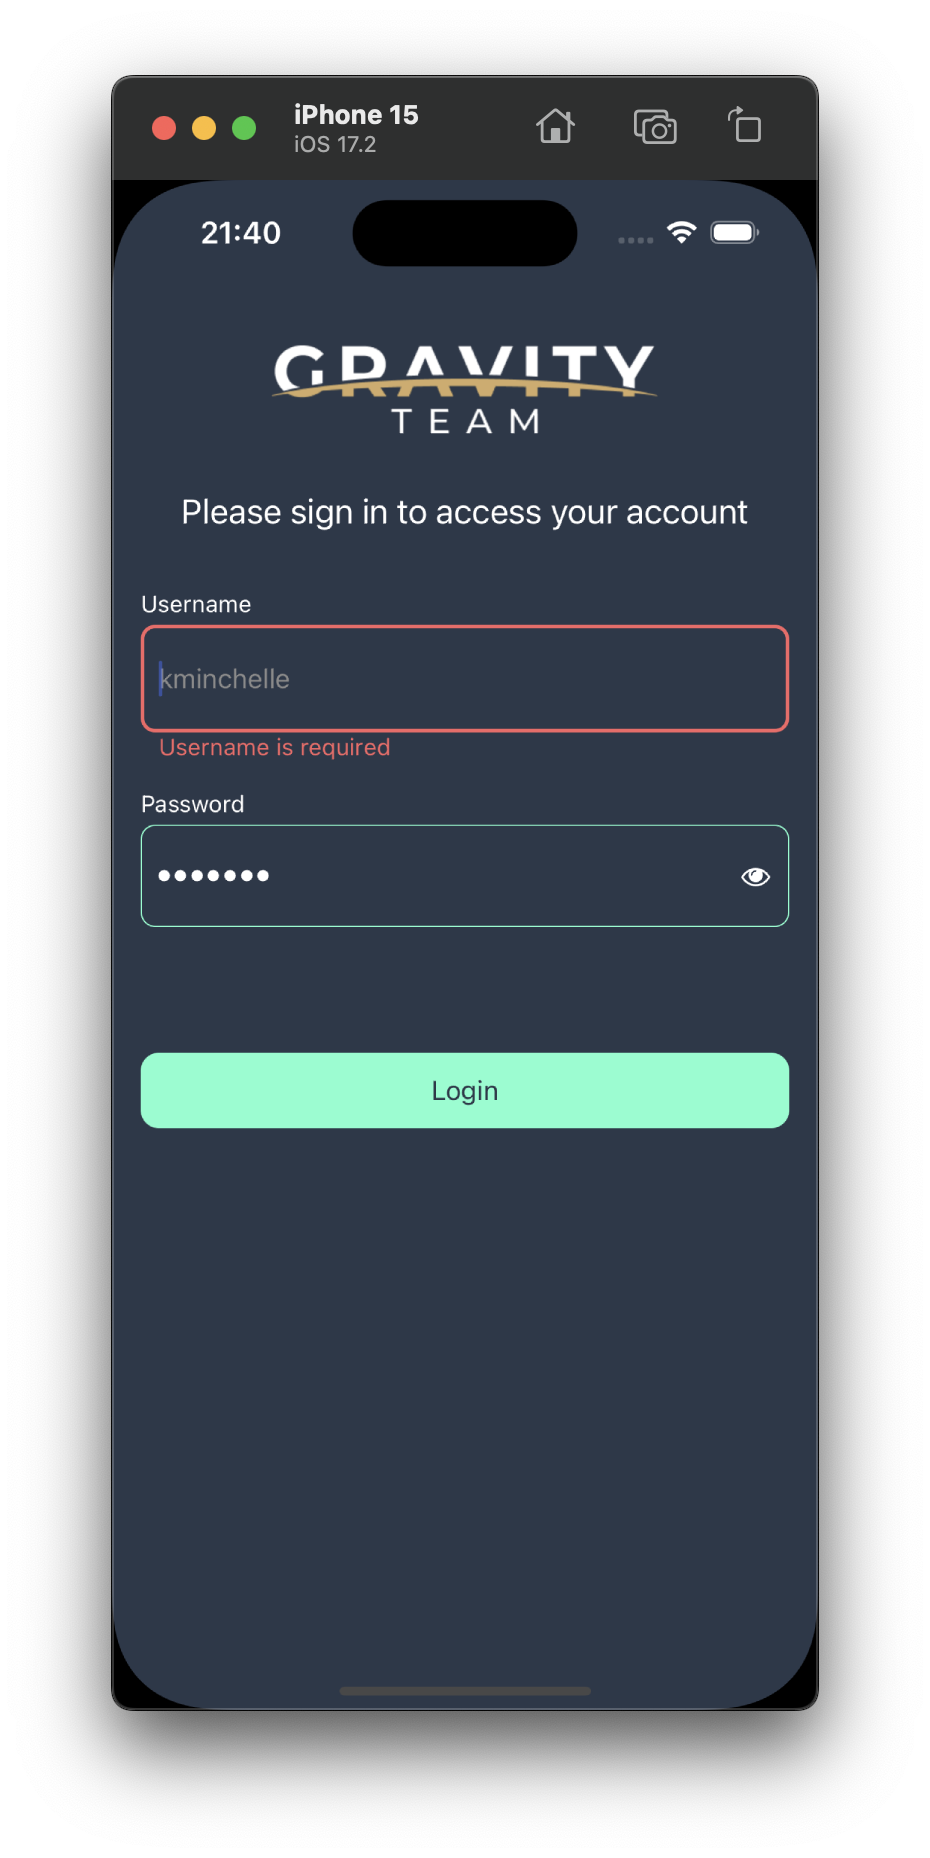 iPhone 15
iOS 17.2
21:40
GRAVITY
TEAM
Please sign in to access your account
Username
kminchelle
Username is required
Password
Login